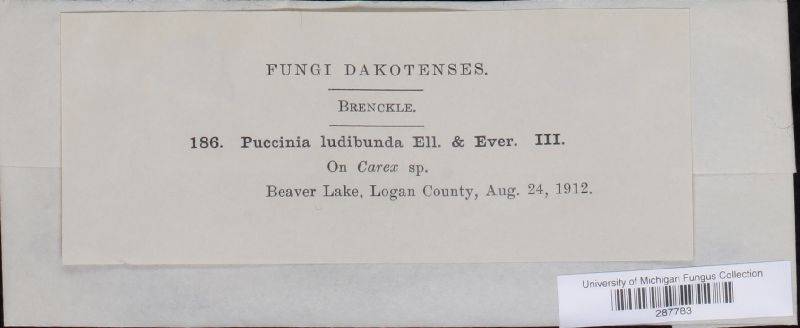 FUNGI DAKOTENSES.
BRENCKLE.
186. Puccinia ludibunda Ell. & Ever. III.
On Carex sp.
Beaver Lake, Logan County, Aug. 24, 1912.
University of Michigan Fungus Collection
287783